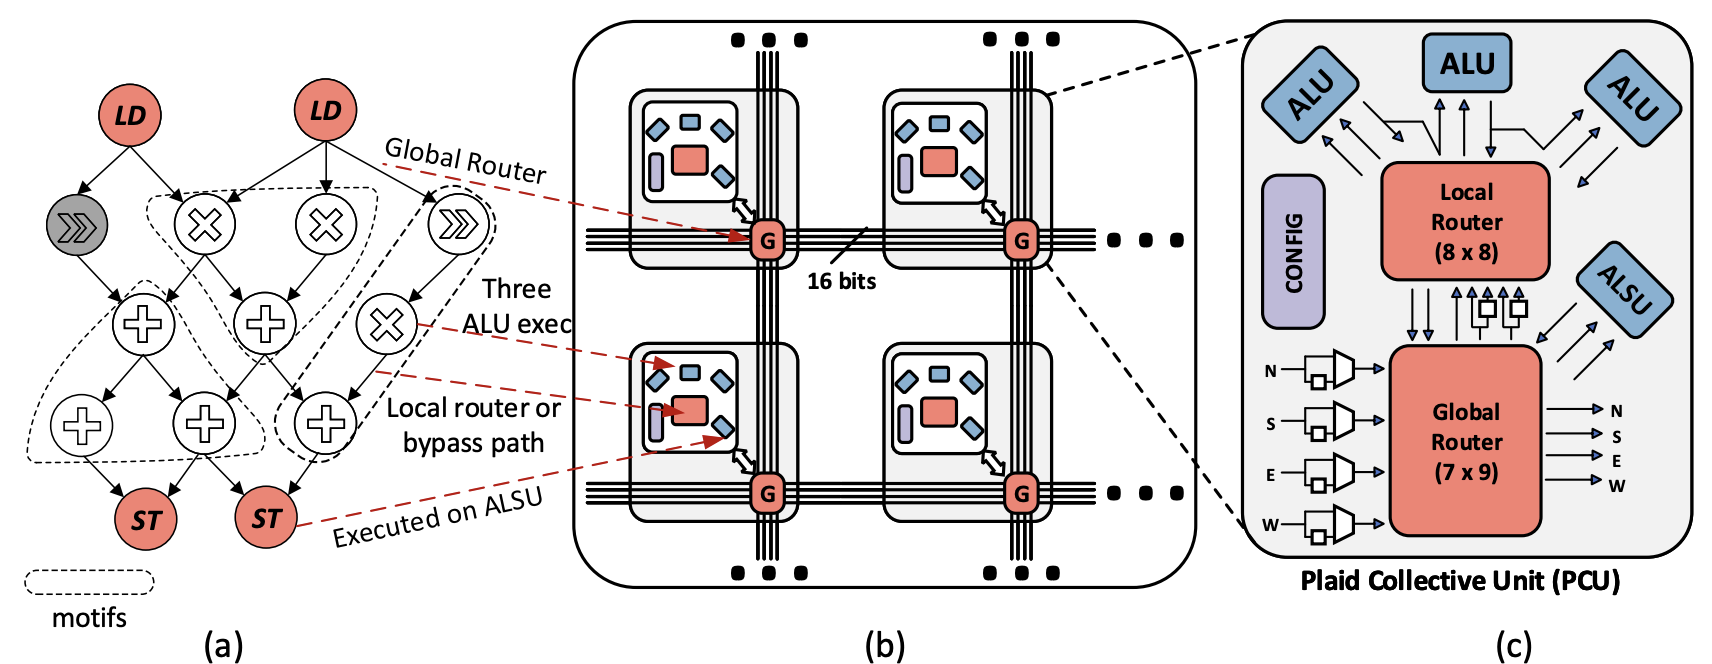 LD
LD
ST
ST
motifs
(a)
Global Router
Three
ALU exec
Local router or
bypass path
Executed on ALSU
G
G
16 bits
G
G
(b)
ALU
ALU
ALU
CONFIG
Local
Router
(8 x 8)
ALSU
N
S
E
W
Global
Router
(7 x 9)
N
S
E
W
Plaid Collective Unit (PCU)
(c)